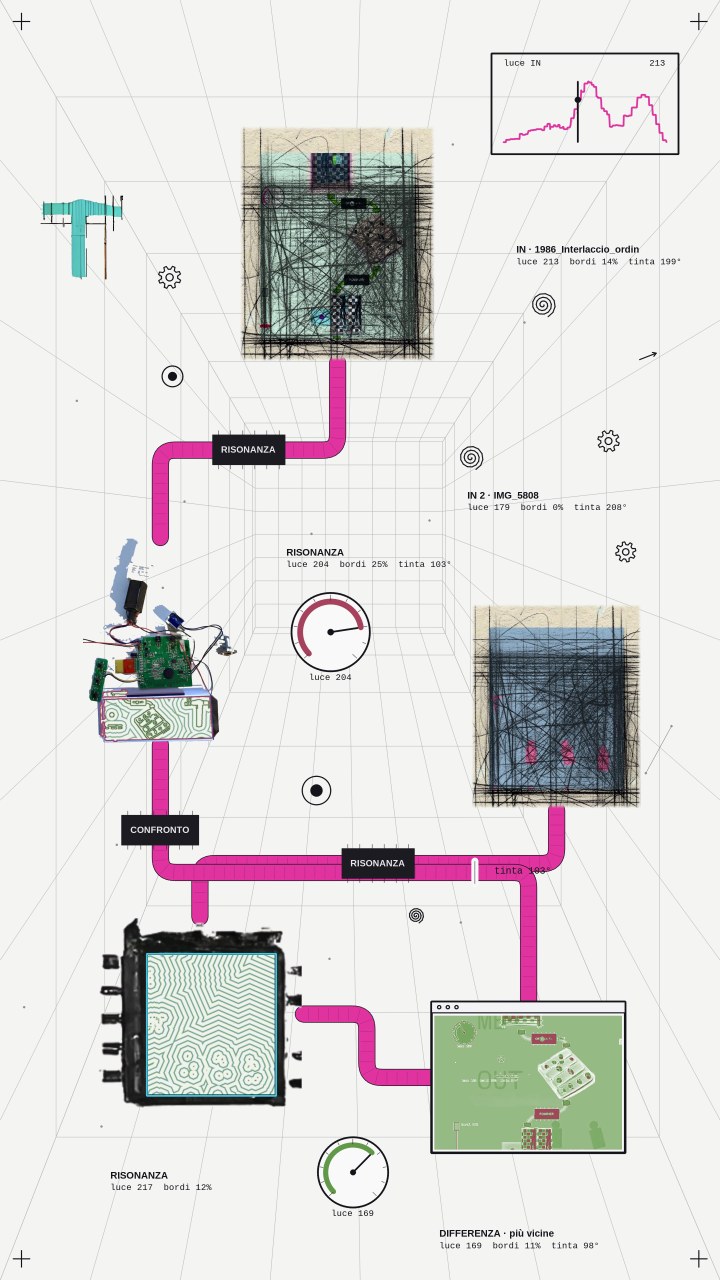 luce IN 213
IN · 1986_Interlaccio_ordin
luce 213 bordi 14% tinta 199°
RISONANZA
IN 2 · IMG_5808
luce 179 bordi 0% tinta 208°
RISONANZA
luce 204 bordi 25% tinta 103°
luce 204
CONFRONTO
RISONANZA
tinta 103°
OUT
RISONANZA
luce 217 bordi 12%
luce 169
DIFFERENZA · più vicine
luce 169 bordi 11% tinta 98°